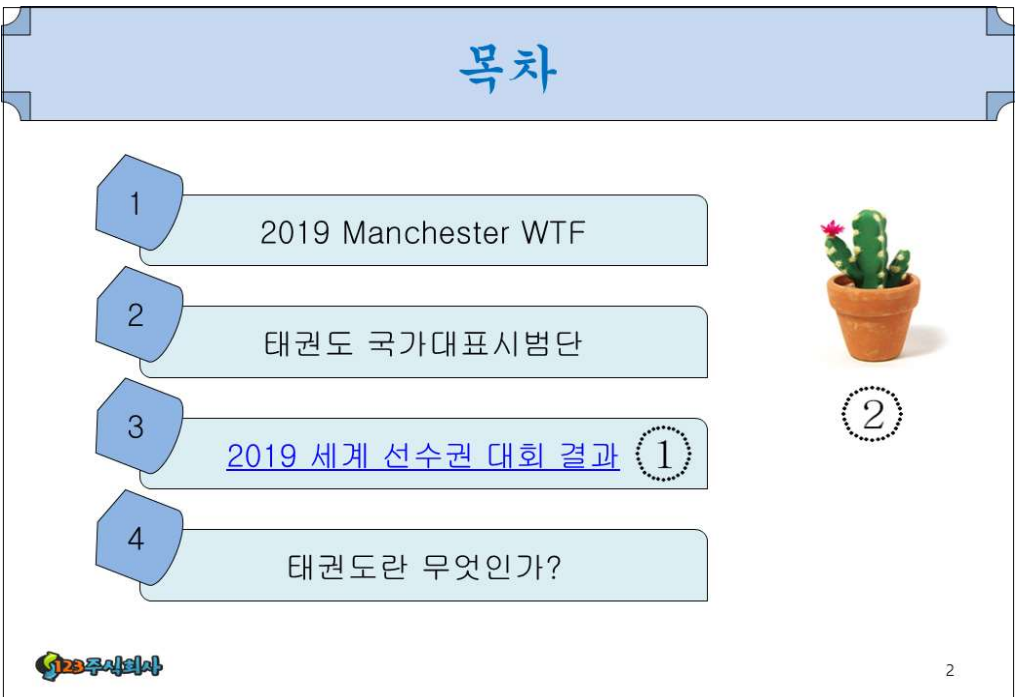 목차
1
2019 Manchester WTF
2
태권도 국가대표시범단
3
2019 세계 선수권 대회 결과 ①
4
태권도란 무엇인가?
②
123주식회사
2